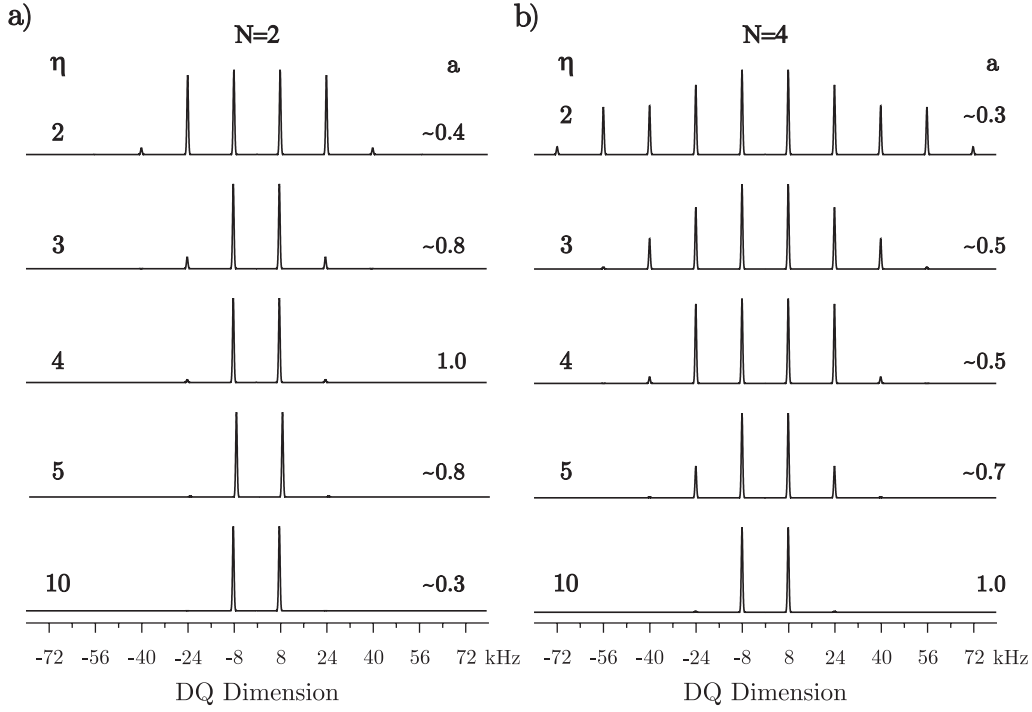 a)
N=2
η a
2 ~0.4
3 ~0.8
4 1.0
5 ~0.8
10 ~0.3
-72 -56 -40 -24 -8 8 24 40 56 72 kHz
DQ Dimension
b)
N=4
η a
2 ~0.3
3 ~0.5
4 ~0.5
5 ~0.7
10 1.0
-72 -56 -40 -24 -8 8 24 40 56 72 kHz
DQ Dimension